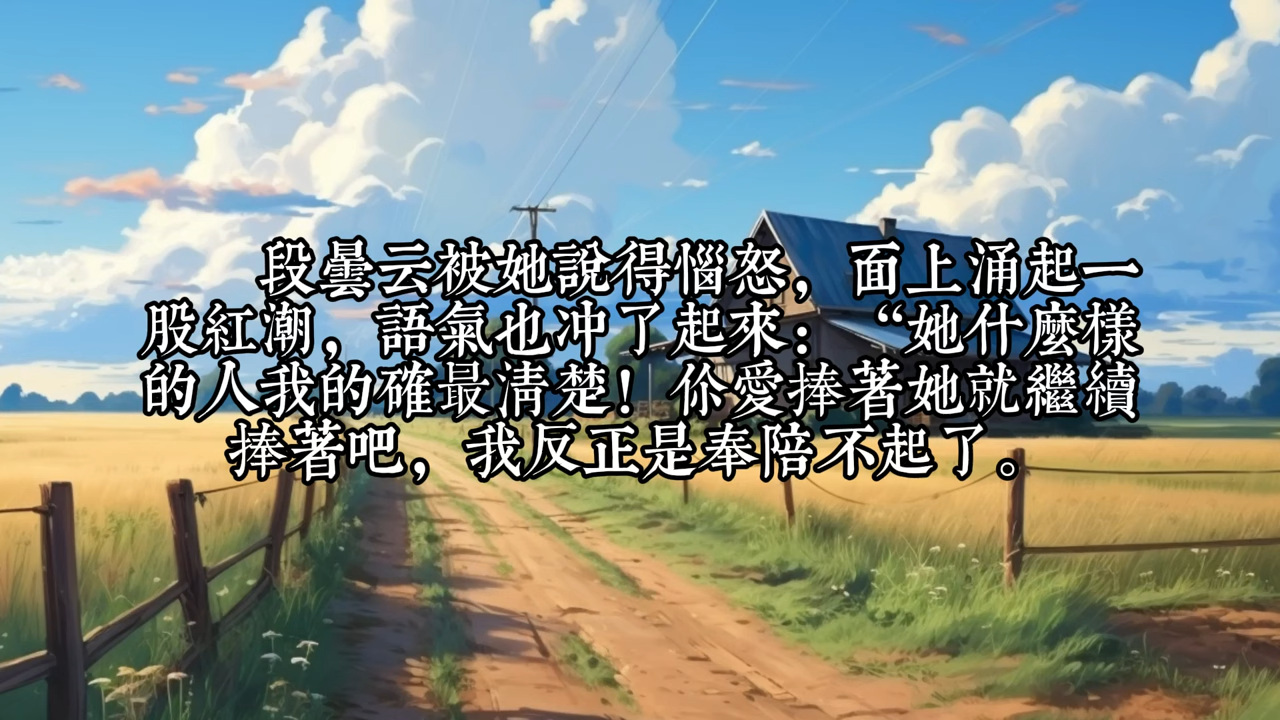 段曇云被她說得惱怒，面上涌起一
股紅潮，語氣也冲了起來：“她什麼樣
的人我的確最清楚！你愛捧著她就繼續
捧著吧，我反正是奉陪不起了。